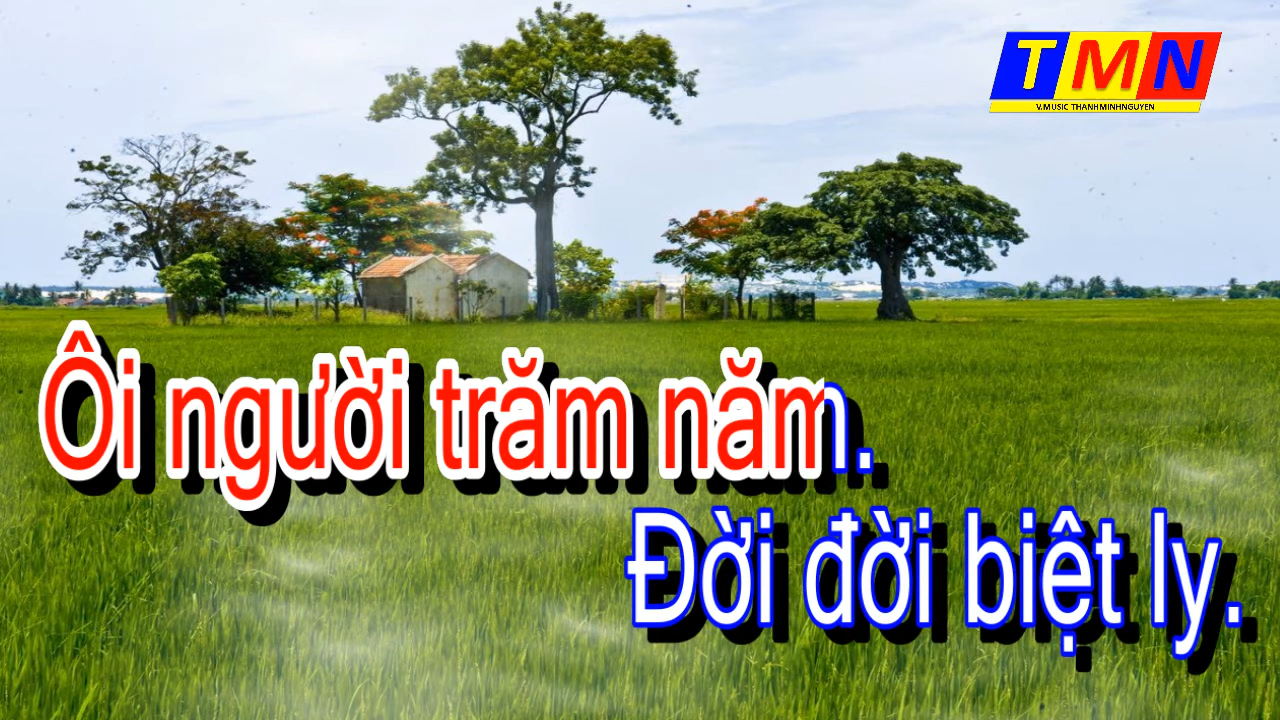 TMN
V.MUSIC THANHMINHNGUYEN
Ôi người trăm năm.
Đời đời biệt ly.